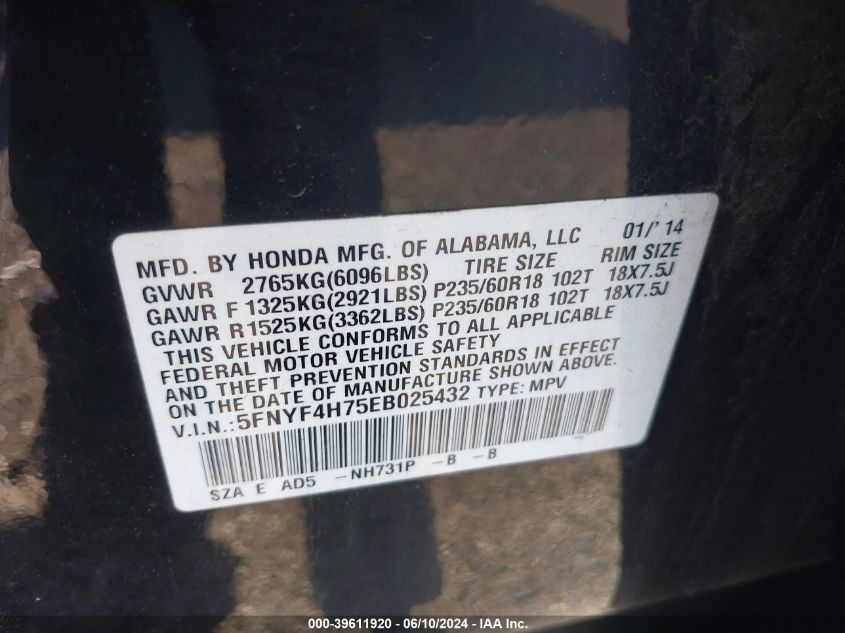 MFD. BY HONDA MFG. OF ALABAMA, LLC 01/'14
GVWR 2765KG(6096LBS) TIRE SIZE RIM SIZE
GAWR F 1325KG(2921LBS) P235/60R18 102T 18X7.5J
GAWR R1525KG(3362LBS) P235/60R18 102T 18X7.5J
THIS VEHICLE CONFORMS TO ALL APPLICABLE
FEDERAL MOTOR VEHICLE SAFETY
AND THEFT PREVENTION STANDARDS IN EFFECT
ON THE DATE OF MANUFACTURE SHOWN ABOVE.
V.I.N.:5FNYF4H75EB025432 TYPE: MPV
SZA E AD5 -NH731P -B -B
000-39611920 - 06/10/2024 - IAA Inc.